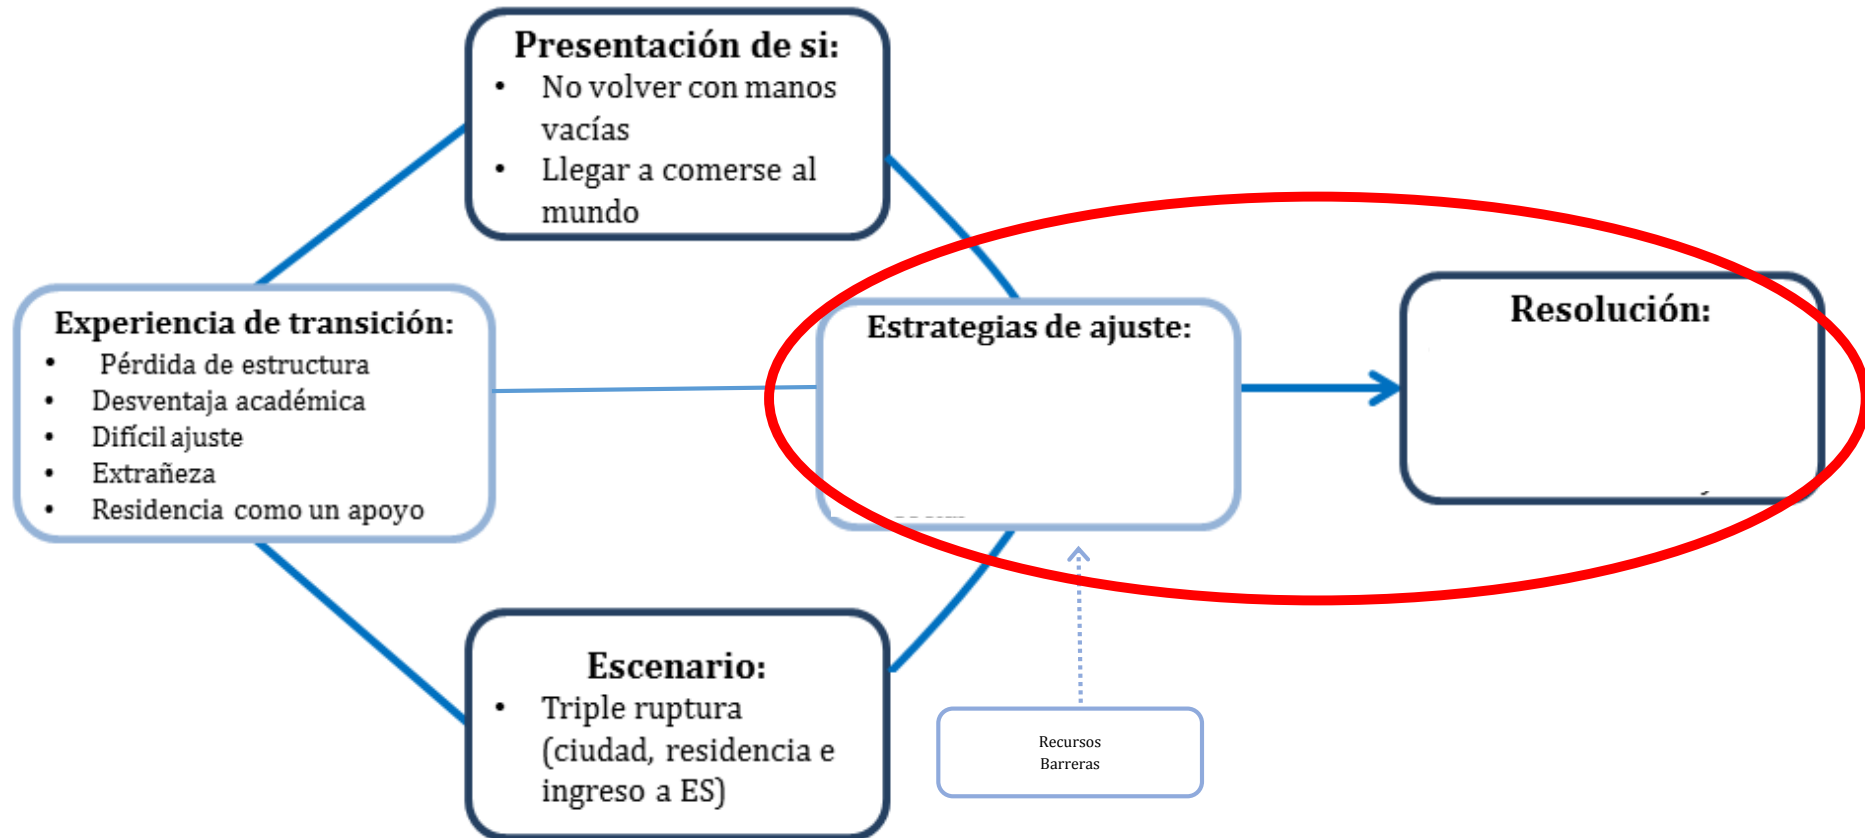 Presentación de si:
• No volver con manos
vacías
• Llegar a comerse al
mundo
Experiencia de transición:
• Pérdida de estructura
• Desventaja académica
• Difícil ajuste
• Extrañeza
• Residencia como un apoyo
Estrategias de ajuste:
Resolución:
Escenario:
• Triple ruptura
(ciudad, residencia e
ingreso a ES)
Recursos
Barreras